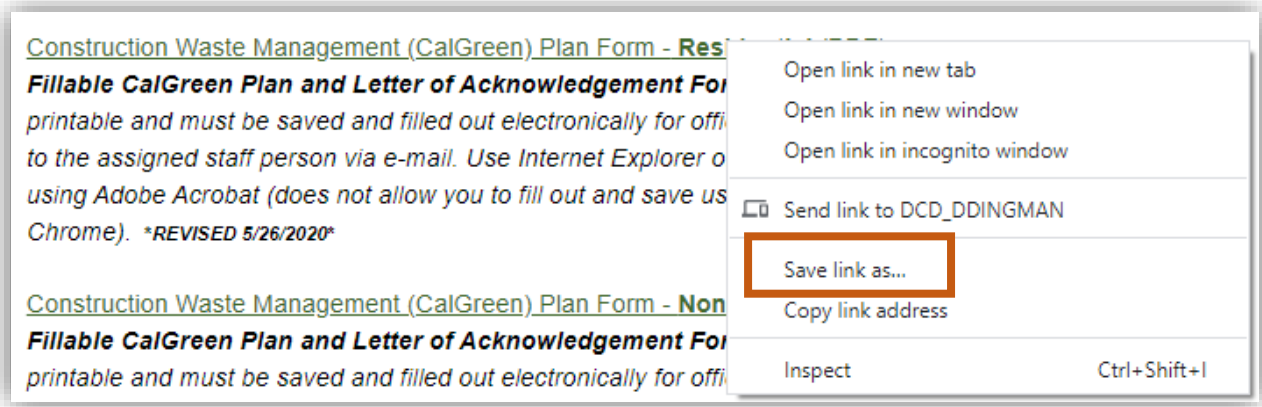 Construction Waste Management (CalGreen) Plan Form - Resi
Fillable CalGreen Plan and Letter of Acknowledgement For
printable and must be saved and filled out electronically for offi
to the assigned staff person via e-mail. Use Internet Explorer o
using Adobe Acrobat (does not allow you to fill out and save us
Chrome). *REVISED 5/26/2020*
Construction Waste Management (CalGreen) Plan Form - Non
Fillable CalGreen Plan and Letter of Acknowledgement For
printable and must be saved and filled out electronically for offi
Open link in new tab
Open link in new window
Open link in incognito window
Send link to DCD_DDINGMAN
Save link as...
Copy link address
Inspect Ctrl+Shift+I